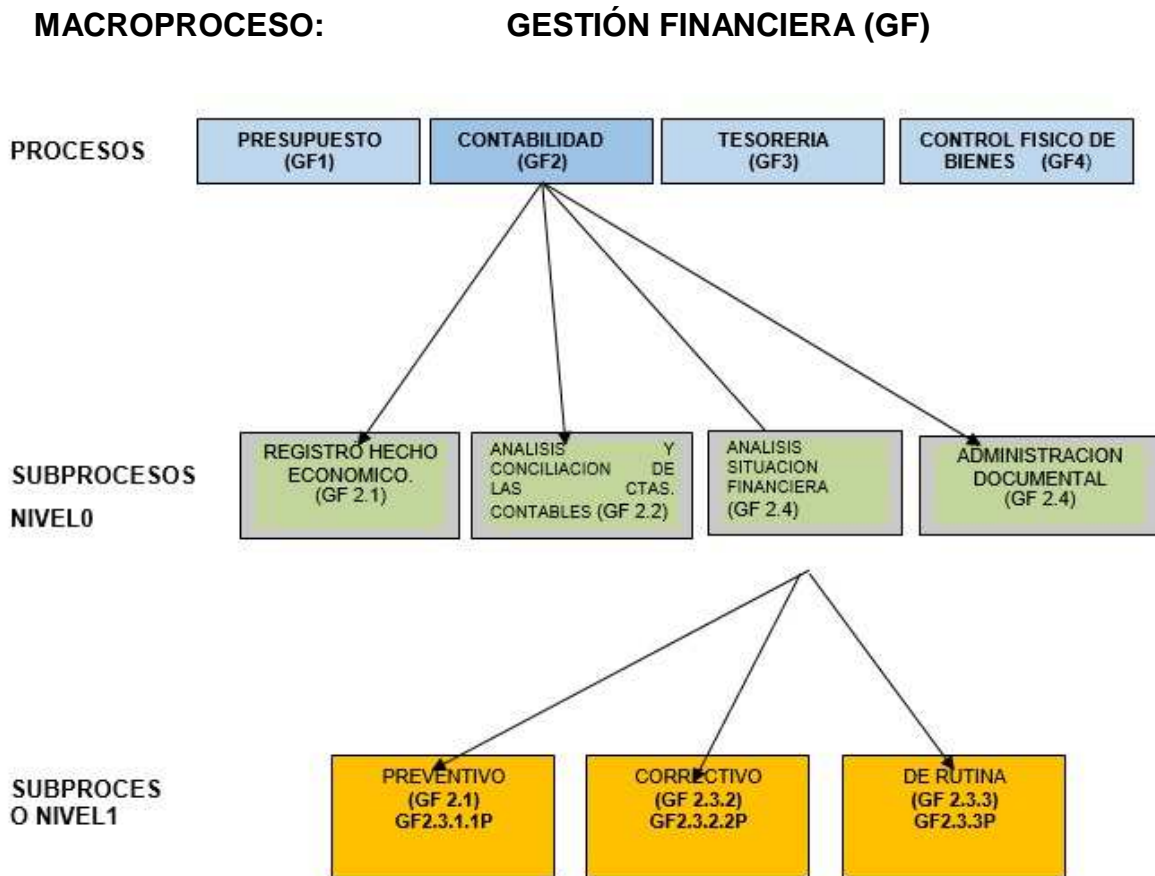 MACROPROCESO: GESTIÓN FINANCIERA (GF)
PROCESOS
PRESUPUESTO
(GF1)
CONTABILIDAD
(GF2)
TESORERIA
(GF3)
CONTROL FISICO DE
BIENES (GF4)
SUBPROCESOS
NIVEL0
REGISTRO HECHO
ECONOMICO.
(GF 2.1)
ANALISIS Y
CONCILIACION DE
LAS CTAS.
CONTABLES (GF 2.2)
ANALISIS
SITUACION
FINANCIERA
(GF 2.4)
ADMINISTRACION
DOCUMENTAL
(GF 2.4)
SUBPROCES
O NIVEL1
PREVENTIVO
(GF 2.1)
GF2.3.1.1P
CORRECTIVO
(GF 2.3.2)
GF2.3.2.2P
DE RUTINA
(GF 2.3.3)
GF2.3.3P